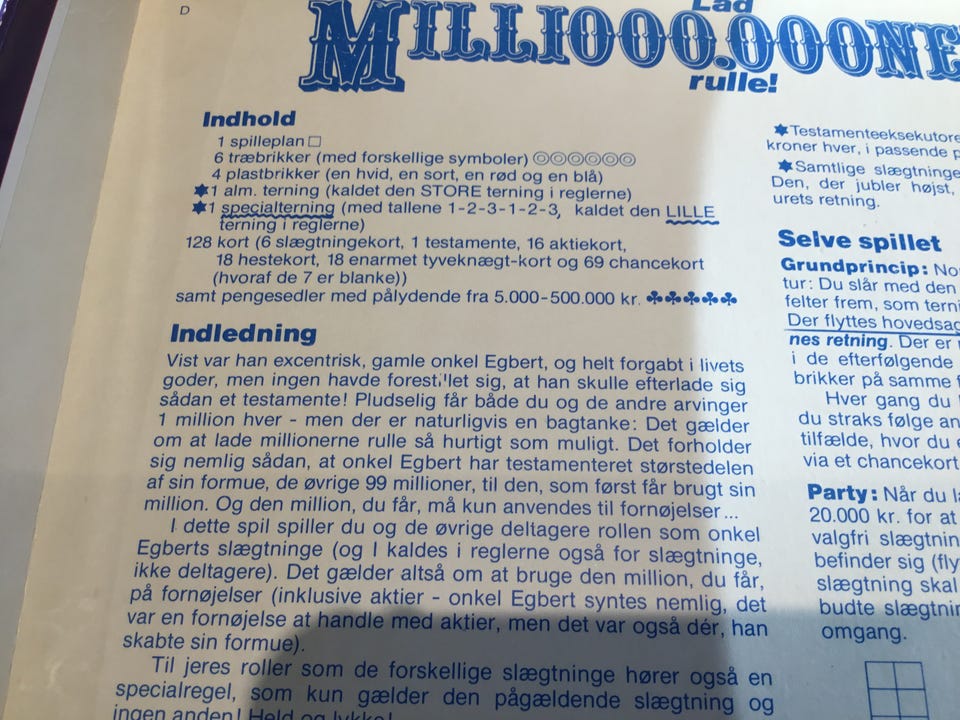 D
Lad
MILLIOOO.OOONE
rulle!
Indhold
1 spilleplan
6 træbrikker (med forskellige symboler)
4 plastbrikker (en hvid, en sort, en rød og en blå)
1 alm. terning (kaldet den STORE terning i reglerne)
1 specialterning (med tallene 1-2-3-1-2-3, kaldet den LILLE
terning i reglerne)
128 kort (6 slægtningekort, 1 testamente, 16 aktiekort,
18 hestekort, 18 enarmet tyveknægt-kort og 69 chancekort
(hvoraf de 7 er blanke))
samt pengesedler med pålydende fra 5.000-500.000 kr.
Indledning
Vist var han excentrisk, gamle onkel Egbert, og helt forgabt i livets
goder, men ingen havde forestillet sig, at han skulle efterlade sig
sådan et testamente! Pludselig får både du og de andre arvinger
1 million hver - men der er naturligvis en bagtanke: Det gælder
om at lade millionerne rulle så hurtigt som muligt. Det forholder
sig nemlig sådan, at onkel Egbert har testamenteret størstedelen
af sin formue, de øvrige 99 millioner, til den, som først får brugt sin
million. Og den million, du får, må kun anvendes til fornøjelser...
I dette spil spiller du og de øvrige deltagere rollen som onkel
Egberts slægtninge (og I kaldes i reglerne også for slægtninge,
ikke deltagere). Det gælder altså om at bruge den million, du får,
på fornøjelser (inklusive aktier - onkel Egbert syntes nemlig, det
var en fornøjelse at handle med aktier, men det var også dér, han
skabte sin formue).
Til jeres roller som de forskellige slægtninge hører også en
specialregel, som kun gælder den pågældende slægtning og
ingen anden! Held og lykke!
Testamenteeksekutore
kroner hver, i passende p
Samtlige slægtninge
Den, der jubler højst,
urets retning.
Selve spillet
Grundprincip: No
tur: Du slår med den
felter frem, som terni
Der flyttes hovedsag
nes retning. Der er
i de efterfølgende
brikker på samme f
Hver gang du
du straks følge an
tilfælde, hvor du
via et chancekort
Party: Når du l
20.000 kr. for at
valgfri slægtnin
befinder sig (fly
slægtning skal
budte slægtnin
omgang.